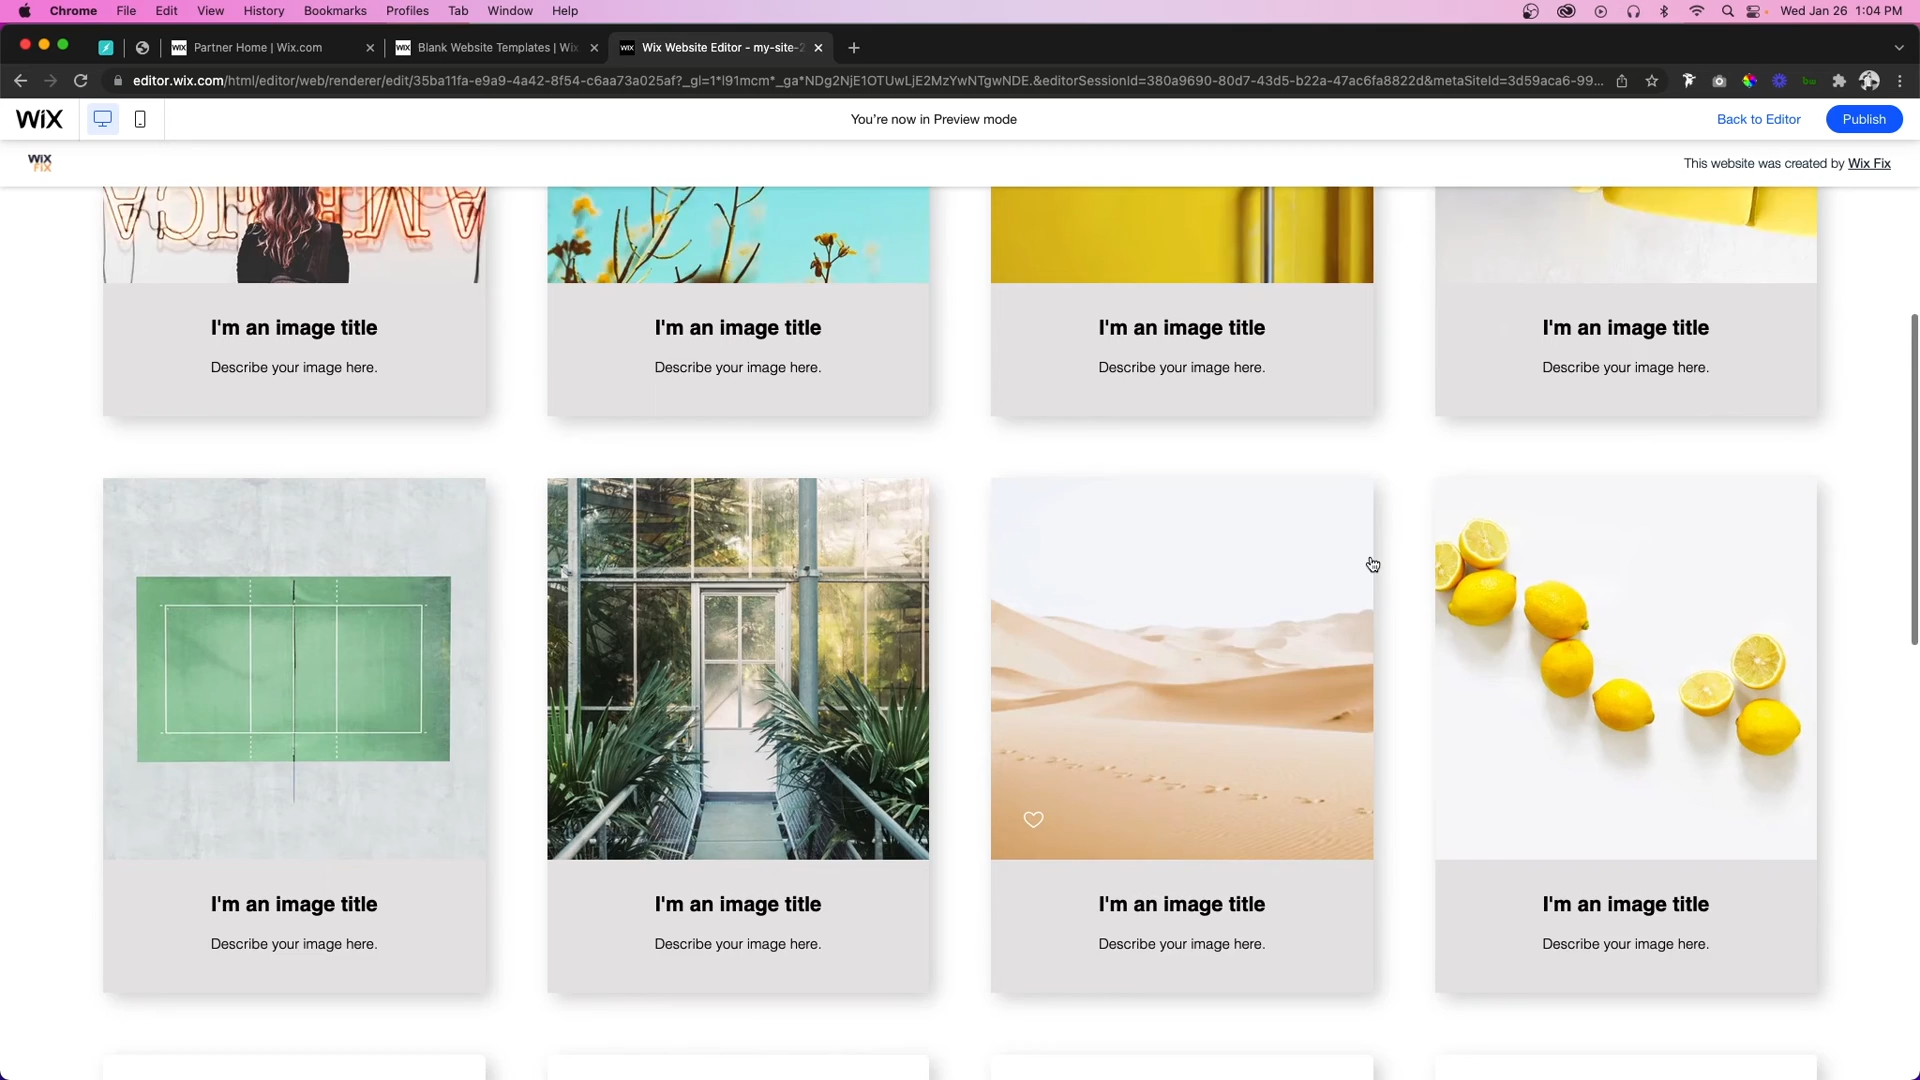 Chrome File Edit View History Bookmarks Profiles Tab Window Help
Wed Jan 26 1:04 PM
WiX Partner Home | Wix.com
WiX Blank Website Templates | Wix
WiX Wix Website Editor - my-site-2
editor.wix.com/html/editor/web/renderer/edit/35ba11fa-e9a9-4a42-8f54-c6aa73a025af?_gl=1*l91mcm*_ga*NDg2NjE1OTUwLjE2MzYwNTgwNDE.&editorSessionId=380a9690-80d7-43d5-b22a-47ac6fa8822d&metaSiteId=3d59aca6-99...
WiX
You're now in Preview mode
Back to Editor
Publish
WiX
FIX
This website was created by Wix Fix
I'm an image title
Describe your image here.
I'm an image title
Describe your image here.
I'm an image title
Describe your image here.
I'm an image title
Describe your image here.
I'm an image title
Describe your image here.
I'm an image title
Describe your image here.
I'm an image title
Describe your image here.
I'm an image title
Describe your image here.